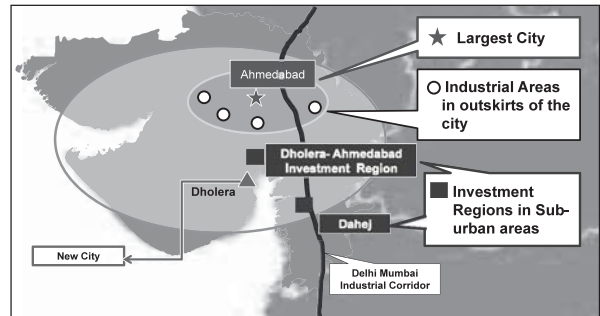 Largest City
Ahmedabad
Industrial Areas
in outskirts of the
city
Dholera- Ahmedabad
Investment Region
Dholera
Investment
Regions in Sub-
urban areas
Dahej
New City
Delhi Mumbai
Industrial Corridor